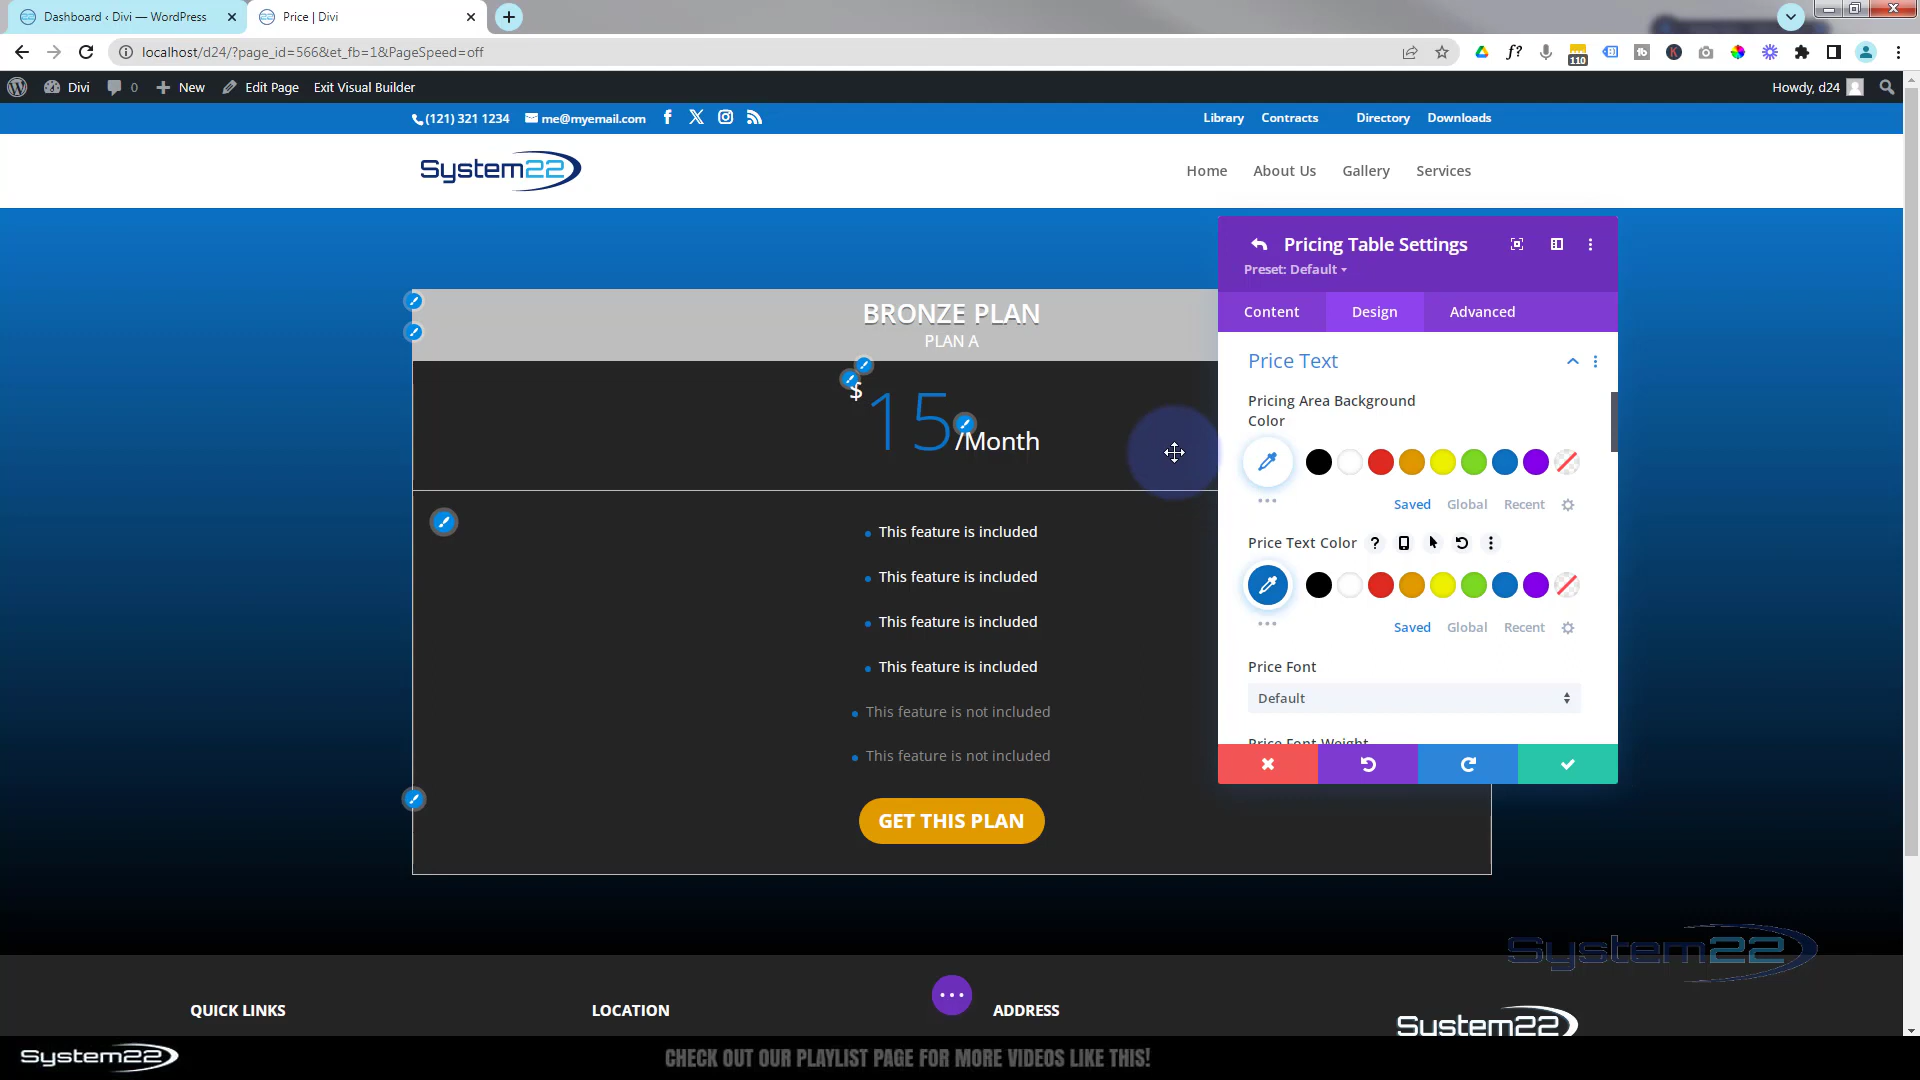 Dashboard ‹ Divi — WordPress
Price | Divi
localhost/d24/?page_id=566&et_fb=1&PageSpeed=off
f?
110
Divi
0
New
Edit Page
Exit Visual Builder
Howdy, d24
(121) 321 1234
me@myemail.com
Library
Contracts
Directory
Downloads
System22
Home
About Us
Gallery
Services
BRONZE PLAN
PLAN A
$
15
/Month
This feature is included
This feature is included
This feature is included
This feature is included
This feature is not included
This feature is not included
GET THIS PLAN
Pricing Table Settings
Preset: Default
Content
Design
Advanced
Price Text
Pricing Area Background
Color
Saved
Global
Recent
Price Text Color
?
Saved
Global
Recent
Price Font
Default
Price Font Weight
System22
QUICK LINKS
LOCATION
ADDRESS
System22
System22
CHECK OUT OUR PLAYLIST PAGE FOR MORE VIDEOS LIKE THIS!